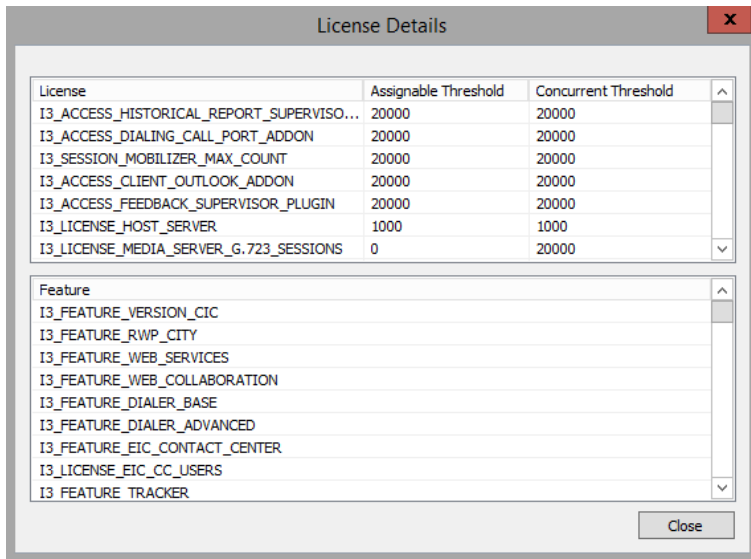 License Details
x
License Assignable Threshold Concurrent Threshold
I3_ACCESS_HISTORICAL_REPORT_SUPERVISO... 20000 20000
I3_ACCESS_DIALING_CALL_PORT_ADDON 20000 20000
I3_SESSION_MOBILIZER_MAX_COUNT 20000 20000
I3_ACCESS_CLIENT_OUTLOOK_ADDON 20000 20000
I3_ACCESS_FEEDBACK_SUPERVISOR_PLUGIN 20000 20000
I3_LICENSE_HOST_SERVER 1000 1000
I3_LICENSE_MEDIA_SERVER_G.723_SESSIONS 0 20000
Feature
I3_FEATURE_VERSION_CIC
I3_FEATURE_RWP_CITY
I3_FEATURE_WEB_SERVICES
I3_FEATURE_WEB_COLLABORATION
I3_FEATURE_DIALER_BASE
I3_FEATURE_DIALER_ADVANCED
I3_FEATURE_EIC_CONTACT_CENTER
I3_LICENSE_EIC_CC_USERS
I3_FEATURE_TRACKER
Close